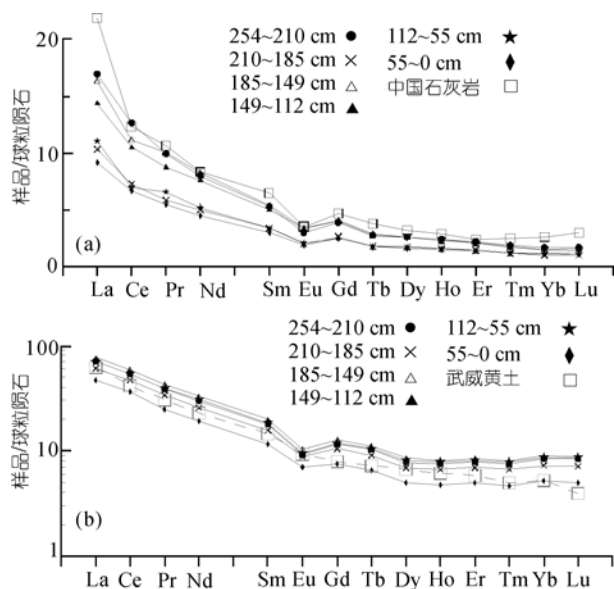 20
10
0
样品/球粒陨石
254~210 cm
210~185 cm
185~149 cm
149~112 cm
112~55 cm
55~0 cm
中国石灰岩
(a)
La Ce Pr Nd Sm Eu Gd Tb Dy Ho Er Tm Yb Lu
100
10
1
样品/球粒陨石
254~210 cm
210~185 cm
185~149 cm
149~112 cm
112~55 cm
55~0 cm
武威黄土
(b)
La Ce Pr Nd Sm Eu Gd Tb Dy Ho Er Tm Yb Lu